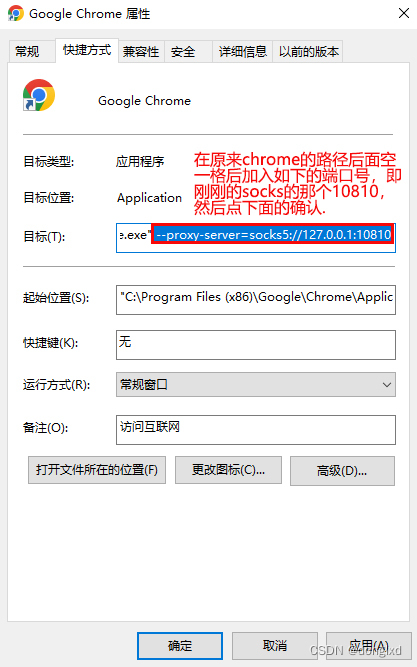 Google Chrome 属性
常规 快捷方式 兼容性 安全 详细信息 以前的版本
Google Chrome
在原来chrome的路径后面空
一格后加入如下的端口号，即
刚刚的socks的那个10810，
然后点下面的确认.
目标类型: 应用程序
目标位置: Application
目标(T): e.exe" --proxy-server=socks5://127.0.0.1:10810
起始位置(S): "C:\Program Files (x86)\Google\Chrome\Applic
快捷键(K): 无
运行方式(R): 常规窗口
备注(O): 访问互联网
打开文件所在的位置(F) 更改图标(C)... 高级(D)...
确定 取消 应用(A)
CSDN @donglxd